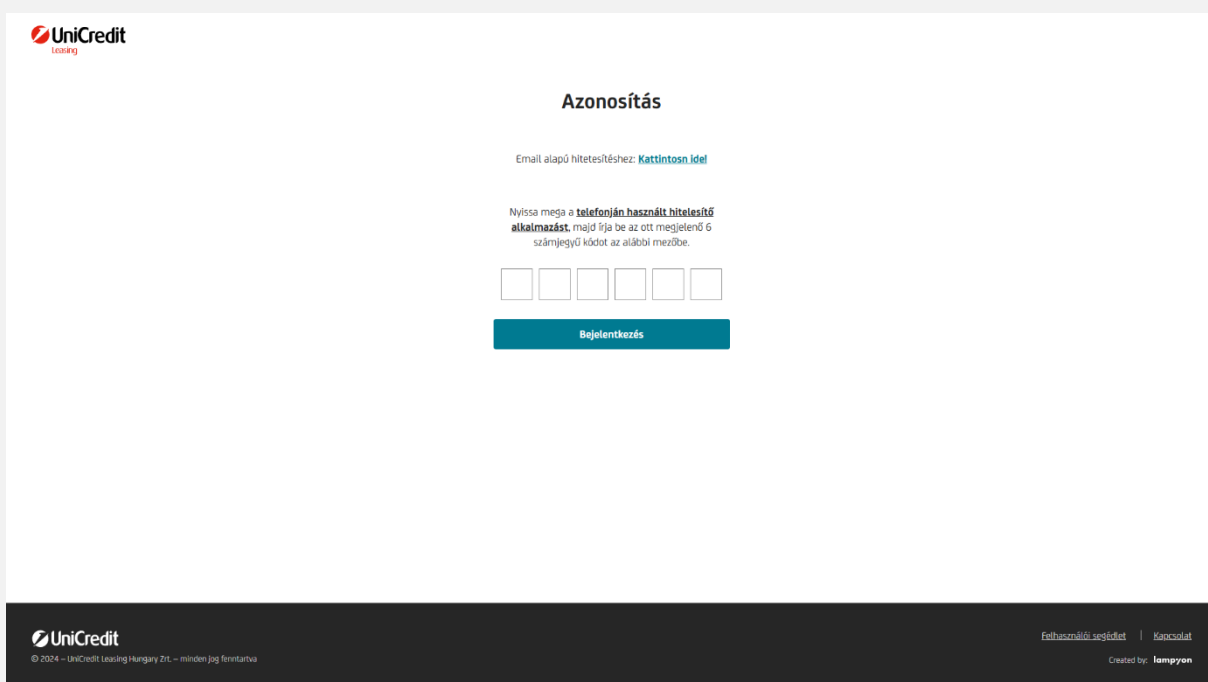 UniCredit
Leasing
Azonosítás
Email alapú hitetesítéshez: Kattintosn ide!
Nyissa mega a telefonján használt hitelesítő
alkalmazást, majd írja be az ott megjelenő 6
számjegyű kódot az alábbi mezőbe.
Bejelentkezés
UniCredit
© 2024 – UniCredit Leasing Hungary Zrt. – minden jog fenntartva
Felhasználói segédlet | Kapcsolat
Created by: lampyon